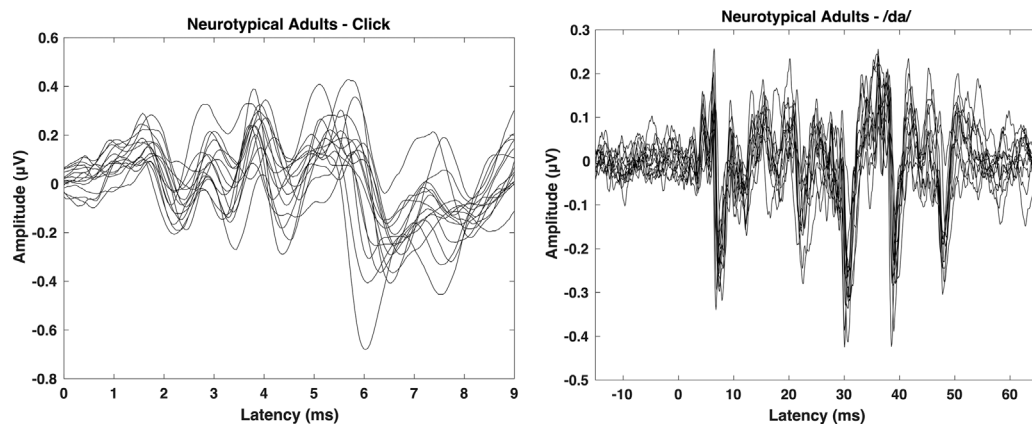 Neurotypical Adults - Click
0.6
0.4
0.2
0
-0.2
-0.4
-0.6
-0.8
Amplitude (µV)
0 1 2 3 4 5 6 7 8 9
Latency (ms)
Neurotypical Adults - /da/
0.3
0.2
0.1
0
-0.1
-0.2
-0.3
-0.4
-0.5
Amplitude (µV)
-10 0 10 20 30 40 50 60
Latency (ms)